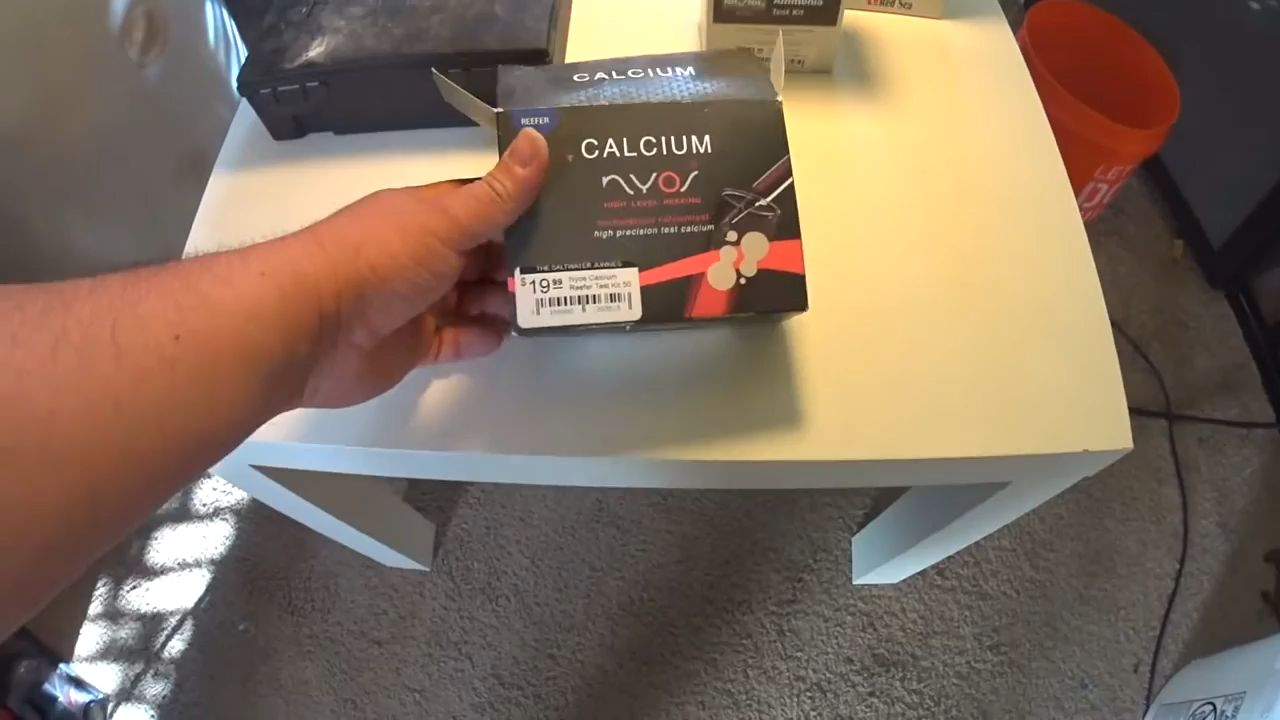 Ammonia
Test Kit
Red Sea
CALCIUM
REEFER
CALCIUM
nyos
HIGH LEVEL REEFING
high precision test calcium
THE SALTWATER JUNKIES
$19.99
Nyos Calcium
Reefer Test Kit 50
LET